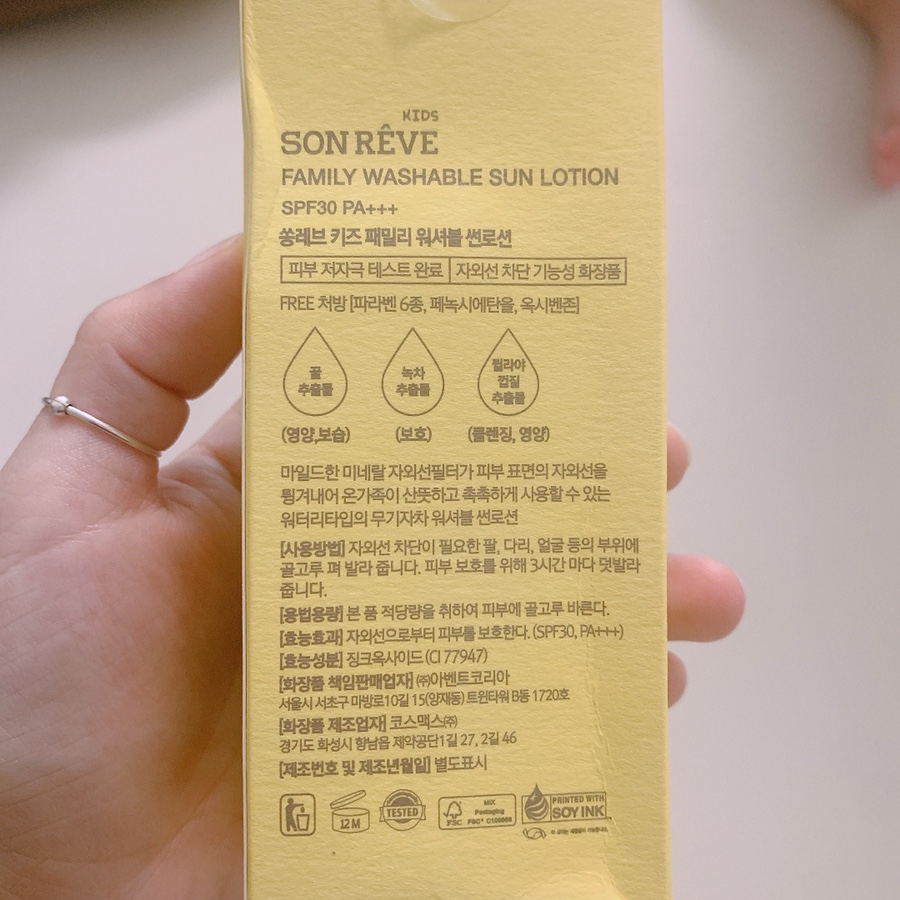 KIDS
SON RÊVE
FAMILY WASHABLE SUN LOTION
SPF30 PA+++
쏭레브 키즈 패밀리 워셔블 썬로션
피부 저자극 테스트 완료 자외선 차단 기능성 화장품
FREE 처방 [파라벤 6종, 페녹시에탄올, 옥시벤존]
꿀 추출물
(영양,보습)
녹차 추출물
(보호)
퀼라야 껍질 추출물
(클렌징, 영양)
마일드한 미네랄 자외선필터가 피부 표면의 자외선을
튕겨내어 온가족이 산뜻하고 촉촉하게 사용할 수 있는
워터리타입의 무기자차 워셔블 썬로션
[사용방법] 자외선 차단이 필요한 팔, 다리, 얼굴 등의 부위에
골고루 펴 발라 줍니다. 피부 보호를 위해 3시간 마다 덧발라
줍니다.
[용법용량] 본 품 적당량을 취하여 피부에 골고루 바른다.
[효능효과] 자외선으로부터 피부를 보호한다. (SPF30, PA+++)
[효능성분] 징크옥사이드 (CI 77947)
[화장품 책임판매업자] ㈜아벤트코리아
서울시 서초구 마방로10길 15(양재동) 트윈타워 B동 1720호
[화장품 제조업자] 코스맥스㈜
경기도 화성시 향남읍 제약공단1길 27, 2길 46
[제조번호 및 제조년월일] 별도표시
12M
TESTED
FSC
MIX
Packaging
PRINTED WITH
SOY INK